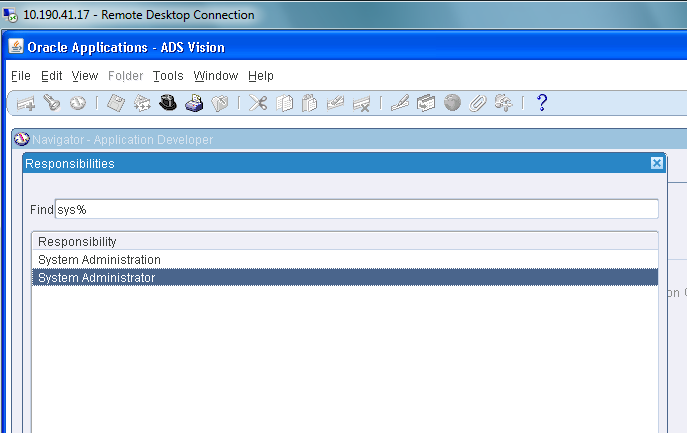 10.190.41.17 - Remote Desktop Connection
Oracle Applications - ADS Vision
File Edit View Folder Tools Window Help
?
Navigator - Application Developer
Responsibilities
Find sys%
Responsibility
System Administration
System Administrator
on